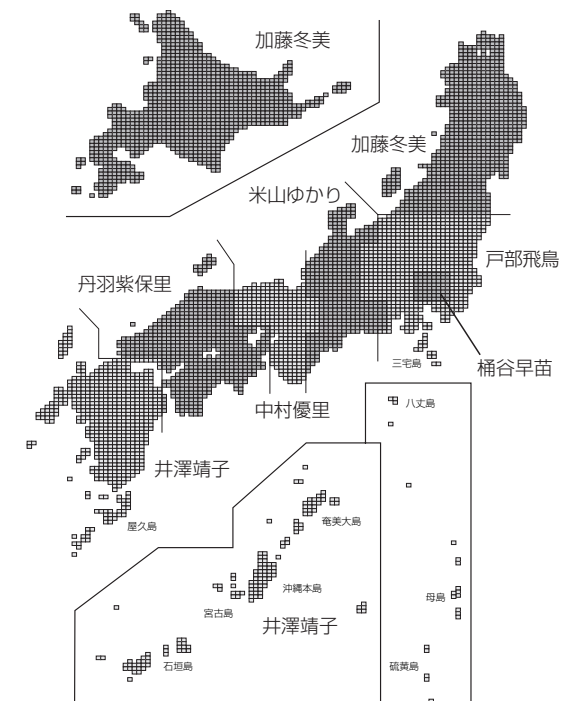 加藤冬美
加藤冬美
米山ゆかり
戸部飛鳥
丹羽紫保里
三宅島
桶谷早苗
八丈島
中村優里
井澤靖子
奄美大島
屋久島
沖縄本島
母島
宮古島
井澤靖子
石垣島
硫黄島